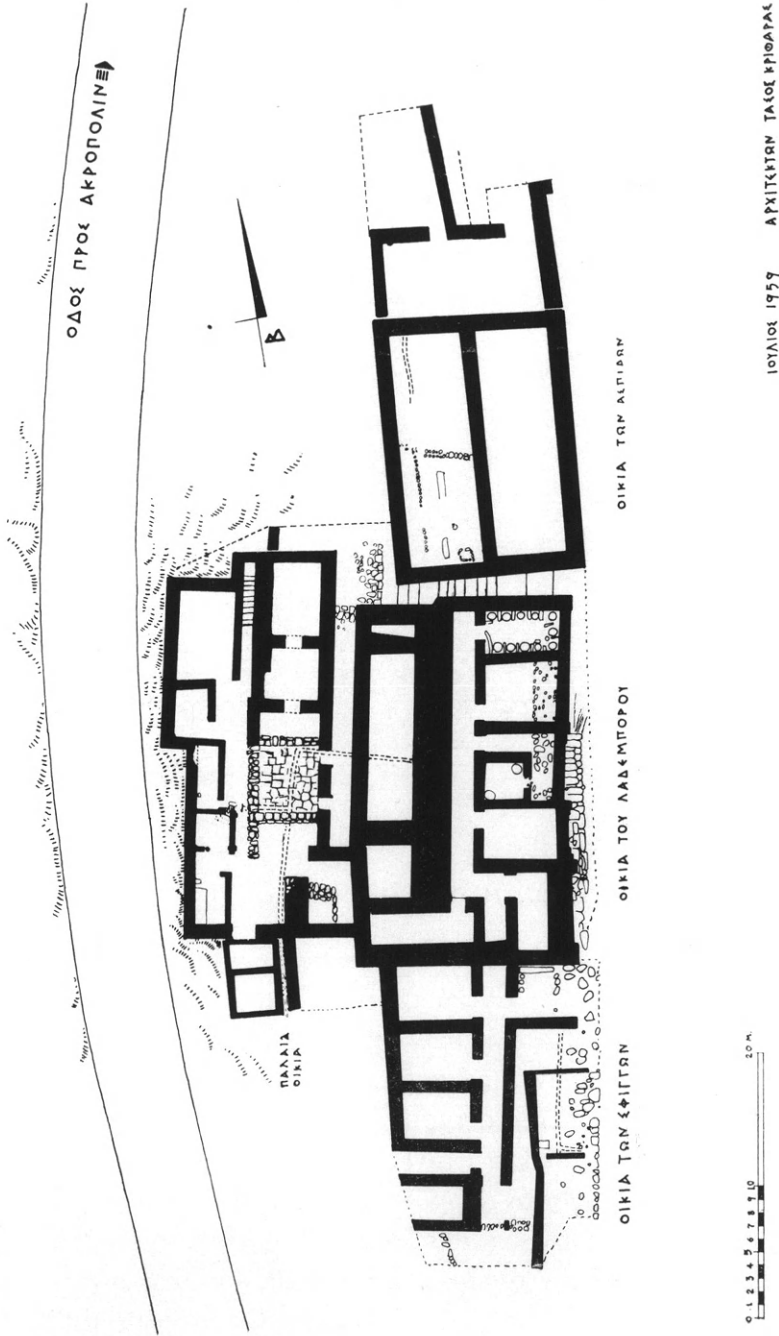 ΟΔΟΣ ΠΡΟΣ ΑΚΡΟΠΟΛΙΝ
Β
ΠΑΛΑΙΑ
ΟΙΚΙΑ
ΟΙΚΙΑ ΤΩΝ ΣΦΙΓΓΩΝ
ΟΙΚΙΑ ΤΟΥ ΛΑΔΕΜΠΟΡΟΥ
ΟΙΚΙΑ ΤΩΝ ΑΣΠΙΔΩΝ
0 1 2 3 4 5 6 7 8 9 10 20 Μ.
ΙΟΥΛΙΟΣ 1959 ΑΡΧΙΤΕΚΤΩΝ ΤΑΣΟΣ ΚΡΙΘΑΡΑΣ